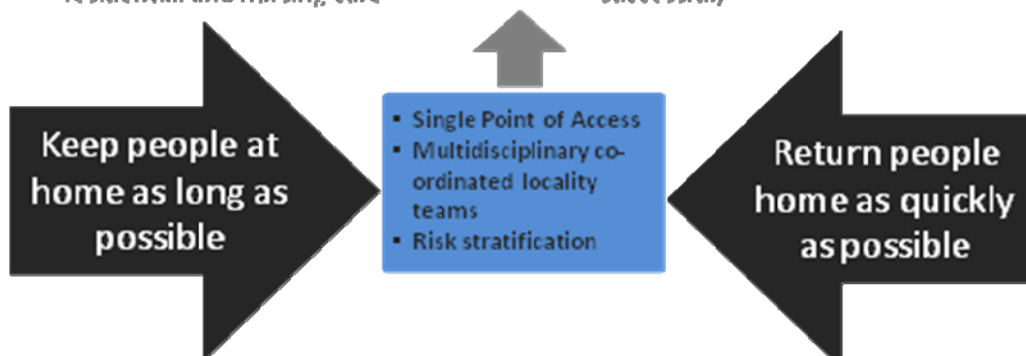 Keep people at
home as long as
possible
▪ Single Point of Access
▪ Multidisciplinary co-
ordinated locality
teams
▪ Risk stratification
Return people
home as quickly
as possible